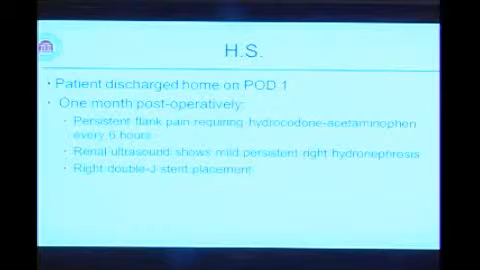 H.S.
• Patient discharged home on POD 1
• One month post-operatively:
• Persistent flank pain requiring hydrocodone-acetaminophen
every 6 hours
• Renal ultrasound shows mild persistent right hydronephrosis
• Right double-J stent placement